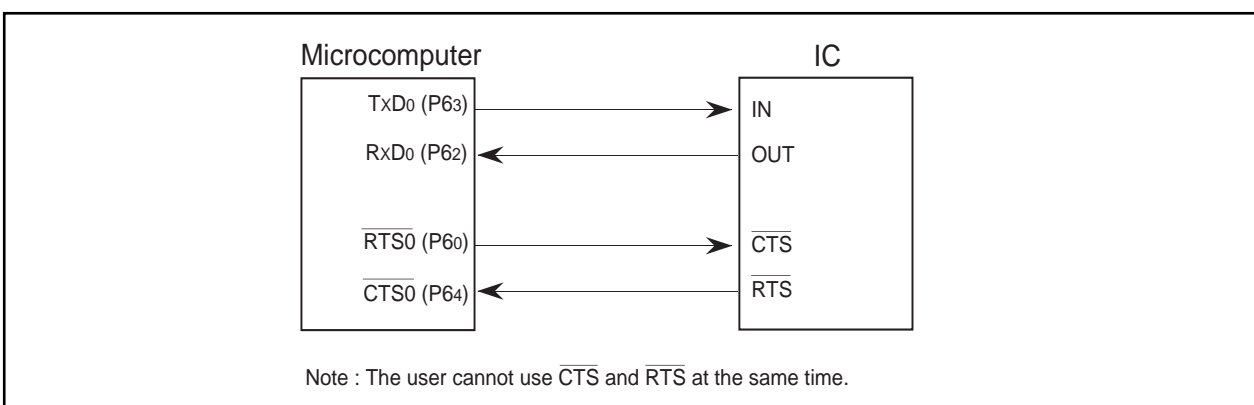 Microcomputer IC
TxD0 (P63) IN
RxD0 (P62) OUT
RTS0 (P60) CTS
CTS0 (P64) RTS
Note : The user cannot use CTS and RTS at the same time.